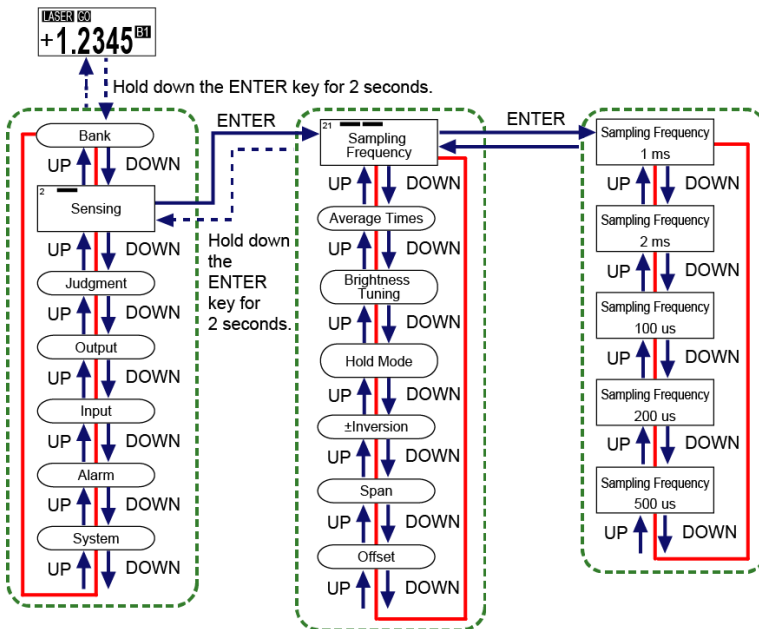 LASER GO
+1.2345 B1
Hold down the ENTER key for 2 seconds.
Bank
UP DOWN
2
Sensing
UP DOWN
Judgment
UP DOWN
Output
UP DOWN
Input
UP DOWN
Alarm
UP DOWN
System
UP DOWN
ENTER
Hold down
the
ENTER
key for
2 seconds.
21
Sampling
Frequency
UP DOWN
Average Times
UP DOWN
Brightness
Tuning
UP DOWN
Hold Mode
UP DOWN
±Inversion
UP DOWN
Span
UP DOWN
Offset
UP DOWN
ENTER
Sampling Frequency
1 ms
UP DOWN
Sampling Frequency
2 ms
UP DOWN
Sampling Frequency
100 us
UP DOWN
Sampling Frequency
200 us
UP DOWN
Sampling Frequency
500 us
UP DOWN